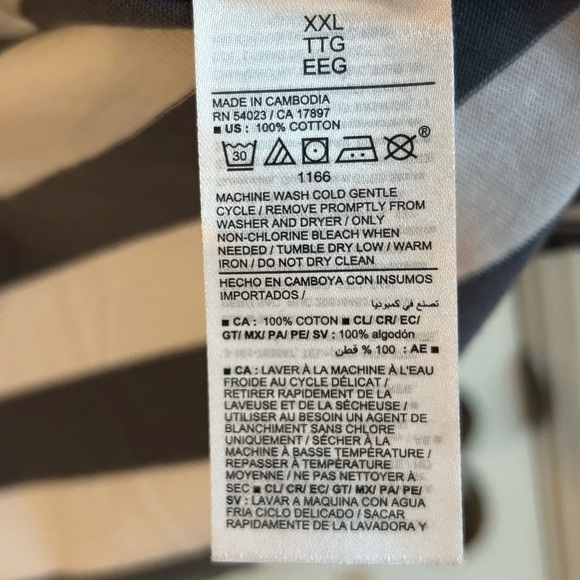 XXL
TTG
EEG
MADE IN CAMBODIA
RN 54023 / CA 17897
■ US : 100% COTTON
30 ®
1166
MACHINE WASH COLD GENTLE
CYCLE / REMOVE PROMPTLY FROM
WASHER AND DRYER / ONLY
NON-CHLORINE BLEACH WHEN
NEEDED / TUMBLE DRY LOW / WARM
IRON / DO NOT DRY CLEAN
HECHO EN CAMBOYA CON INSUMOS
IMPORTADOS /
تصنع في كمبوديا
■ CA : 100% COTON ■ CL/ CR/ EC/
GT/ MX/ PA/ PE/ SV : 100% algodón
■ AE : 100 % قطن
■ CA : LAVER À LA MACHINE À L'EAU
FROIDE AU CYCLE DÉLICAT /
RETIRER RAPIDEMENT DE LA
LAVEUSE ET DE LA SÉCHEUSE /
UTILISER AU BESOIN UN AGENT DE
BLANCHIMENT SANS CHLORE
UNIQUEMENT / SÉCHER À LA
MACHINE À BASSE TEMPÉRATURE /
REPASSER À TEMPÉRATURE
MOYENNE / NE PAS NETTOYER À
SEC ■ CL/ CR/ EC/ GT/ MX/ PA/ PE/
SV : LAVAR A MAQUINA CON AGUA
FRIA CICLO DELICADO / SACAR
RAPIDAMENTE DE LA LAVADORA Y